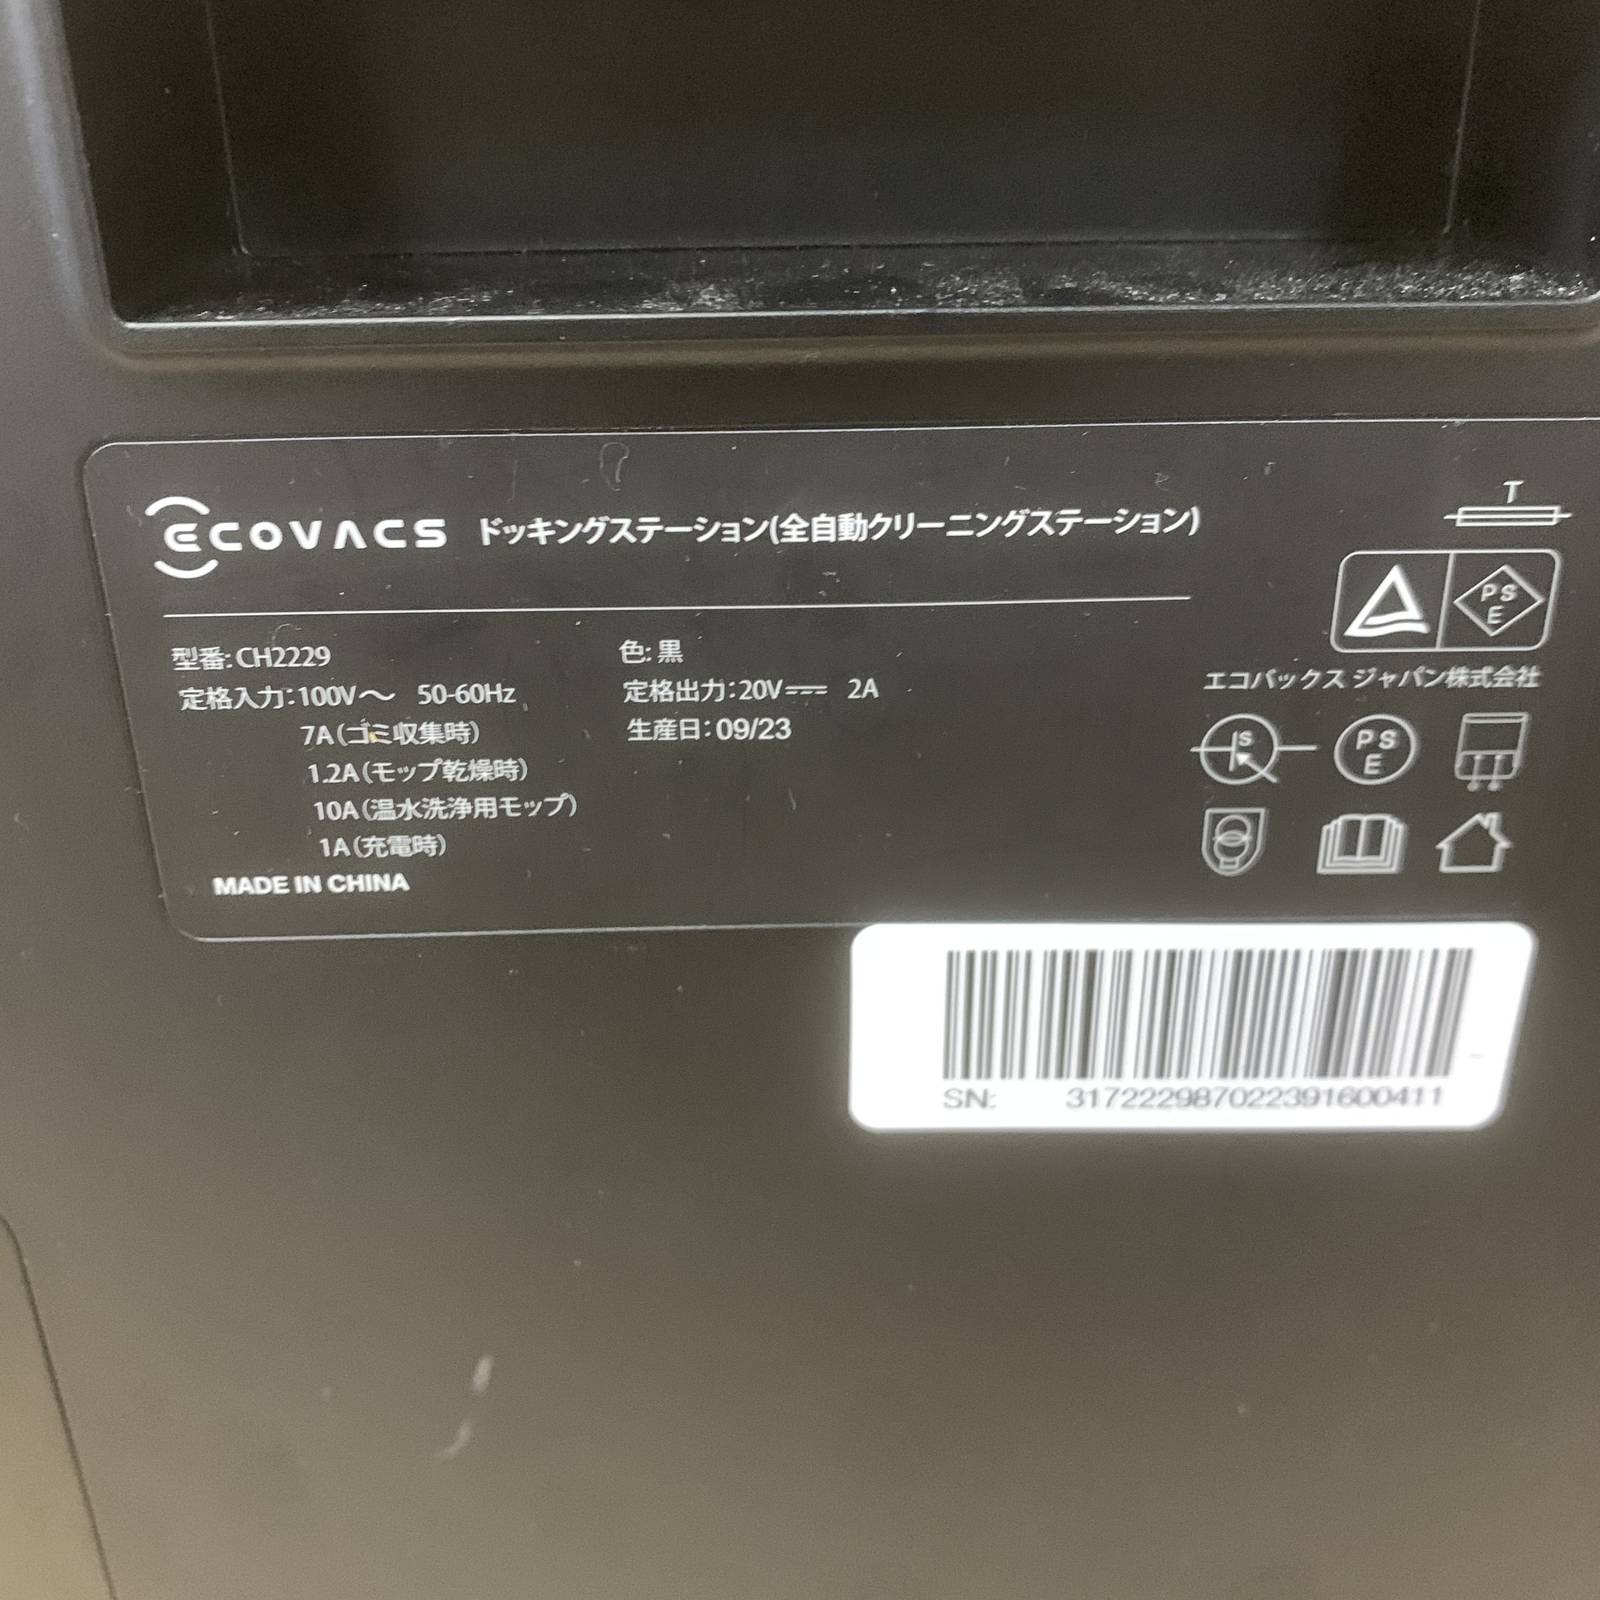 ECOVACS ドッキングステーション(全自動クリーニングステーション)
T
PSE
型番: CH2229
色: 黒
定格入力: 100V～ 50-60Hz
定格出力: 20V⎓ 2A
7A (ゴミ収集時)
生産日: 09/23
1.2A (モップ乾燥時)
10A (温水洗浄用モップ)
1A (充電時)
MADE IN CHINA
エコバックス ジャパン株式会社
S
PSE
SN: 317222987022391600411